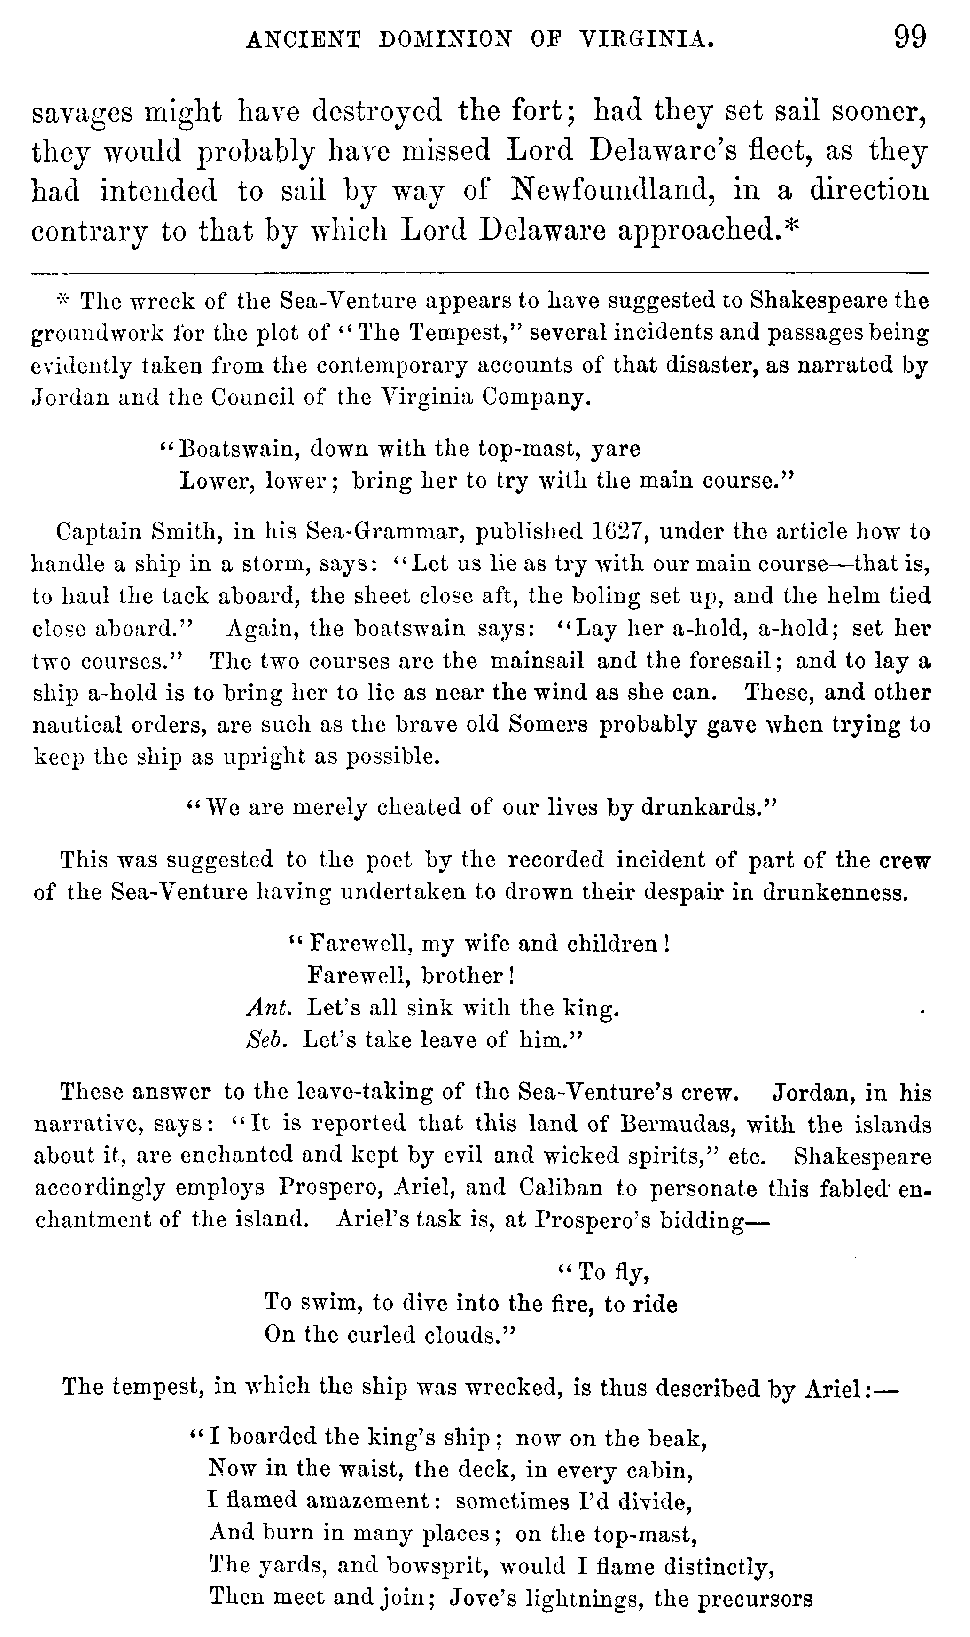 ANCIENT DOMINION OF VIRGINIA. 99
savages might have destroyed the fort; had they set sail sooner,
they would probably have missed Lord Delaware's fleet, as they
had intended to sail by way of Newfoundland, in a direction
contrary to that by which Lord Delaware approached.*
* The wreck of the Sea-Venture appears to have suggested to Shakespeare the
groundwork for the plot of "The Tempest," several incidents and passages being
evidently taken from the contemporary accounts of that disaster, as narrated by
Jordan and the Council of the Virginia Company.
"Boatswain, down with the top-mast, yare
Lower, lower; bring her to try with the main course."
Captain Smith, in his Sea-Grammar, published 1627, under the article how to
handle a ship in a storm, says: "Let us lie as try with our main course—that is,
to haul the tack aboard, the sheet close aft, the boling set up, and the helm tied
close aboard." Again, the boatswain says: "Lay her a-hold, a-hold; set her
two courses." The two courses are the mainsail and the foresail; and to lay a
ship a-hold is to bring her to lie as near the wind as she can. These, and other
nautical orders, are such as the brave old Somers probably gave when trying to
keep the ship as upright as possible.
"We are merely cheated of our lives by drunkards."
This was suggested to the poet by the recorded incident of part of the crew
of the Sea-Venture having undertaken to drown their despair in drunkenness.
"Farewell, my wife and children!
Farewell, brother!
Ant. Let's all sink with the king.
Seb. Let's take leave of him."
These answer to the leave-taking of the Sea-Venture's crew. Jordan, in his
narrative, says: "It is reported that this land of Bermudas, with the islands
about it, are enchanted and kept by evil and wicked spirits," etc. Shakespeare
accordingly employs Prospero, Ariel, and Caliban to personate this fabled en-
chantment of the island. Ariel's task is, at Prospero's bidding—
"To fly,
To swim, to dive into the fire, to ride
On the curled clouds."
The tempest, in which the ship was wrecked, is thus described by Ariel:—
"I boarded the king's ship; now on the beak,
Now in the waist, the deck, in every cabin,
I flamed amazement: sometimes I'd divide,
And burn in many places; on the top-mast,
The yards, and bowsprit, would I flame distinctly,
Then meet and join; Jove's lightnings, the precursors